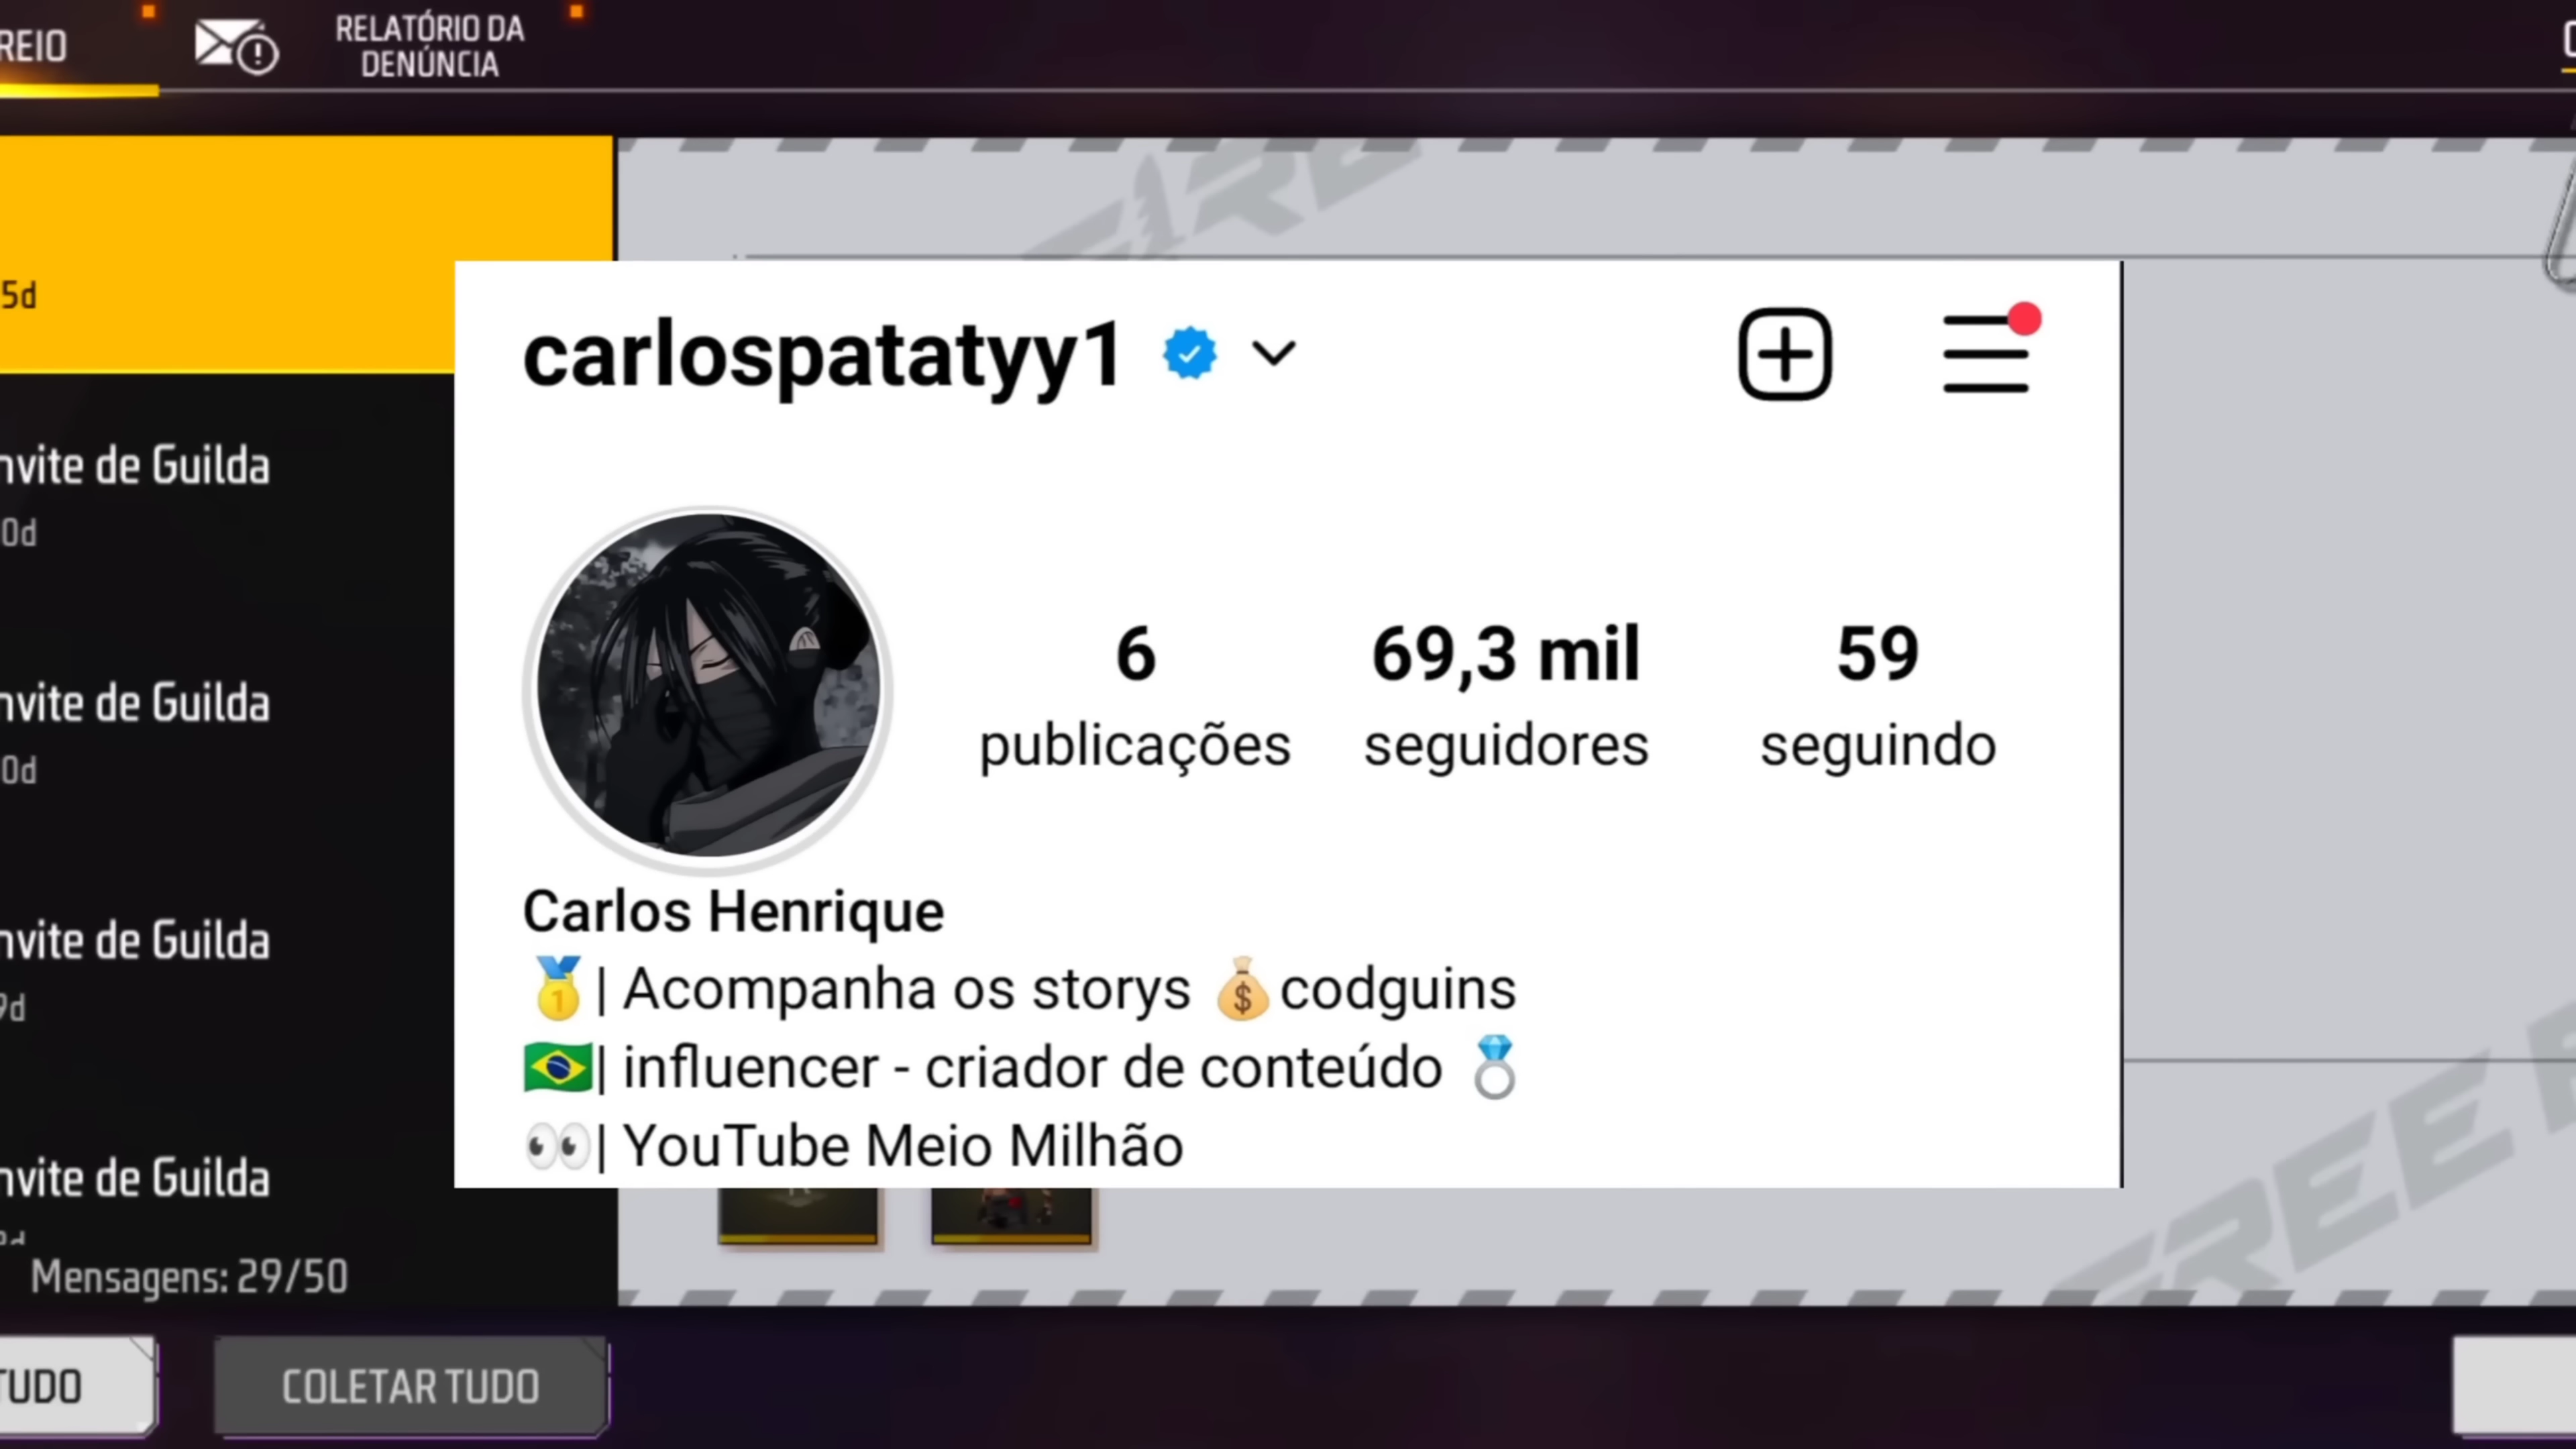 REIO
RELATÓRIO DA
DENÚNCIA
FIRE
5d
carlospatatyy1
nvite de Guilda
0d
nvite de Guilda
0d
6
69,3 mil
59
publicações
seguidores
seguindo
nvite de Guilda
9d
Carlos Henrique
🥇| Acompanha os storys 💰codguins
🇧🇷| influencer - criador de conteúdo 💍
👀| YouTube Meio Milhão
nvite de Guilda
Mensagens: 29/50
FREE
TUDO
COLETAR TUDO